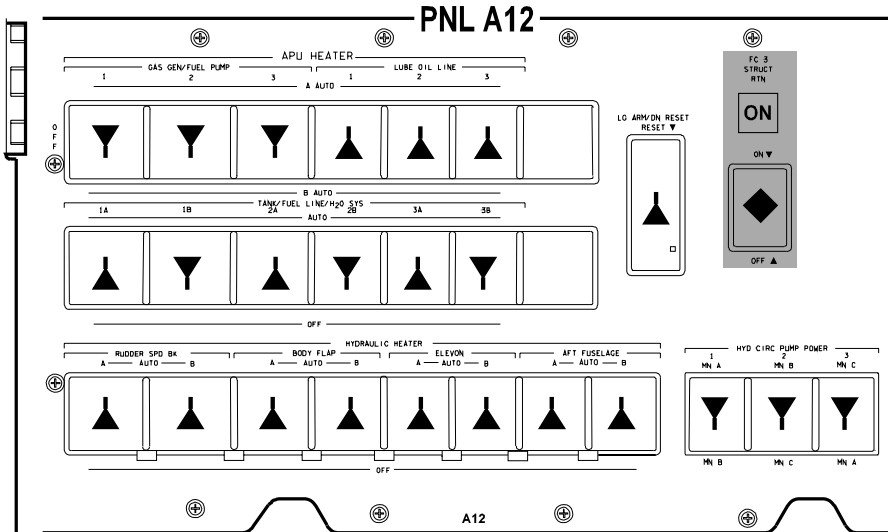 PNL A12
APU HEATER
GAS GEN/FUEL PUMP LUBE OIL LINE
1 2 3 1 2 3
A AUTO
OFF
B AUTO
TANK/FUEL LINE/H₂O SYS
1A 1B 2A 2B 3A 3B
AUTO
OFF
LG ARM/DN RESET
RESET ▼
FC 3
STRUCT
RTN
ON
ON ▼
OFF ▲
HYDRAULIC HEATER
RUDDER SPD BK BODY FLAP ELEVON AFT FUSELAGE
A AUTO B A AUTO B A AUTO B A AUTO B
OFF
HYD CIRC PUMP POWER
1 2 3
MN A MN B MN C
MN B MN C MN A
A12